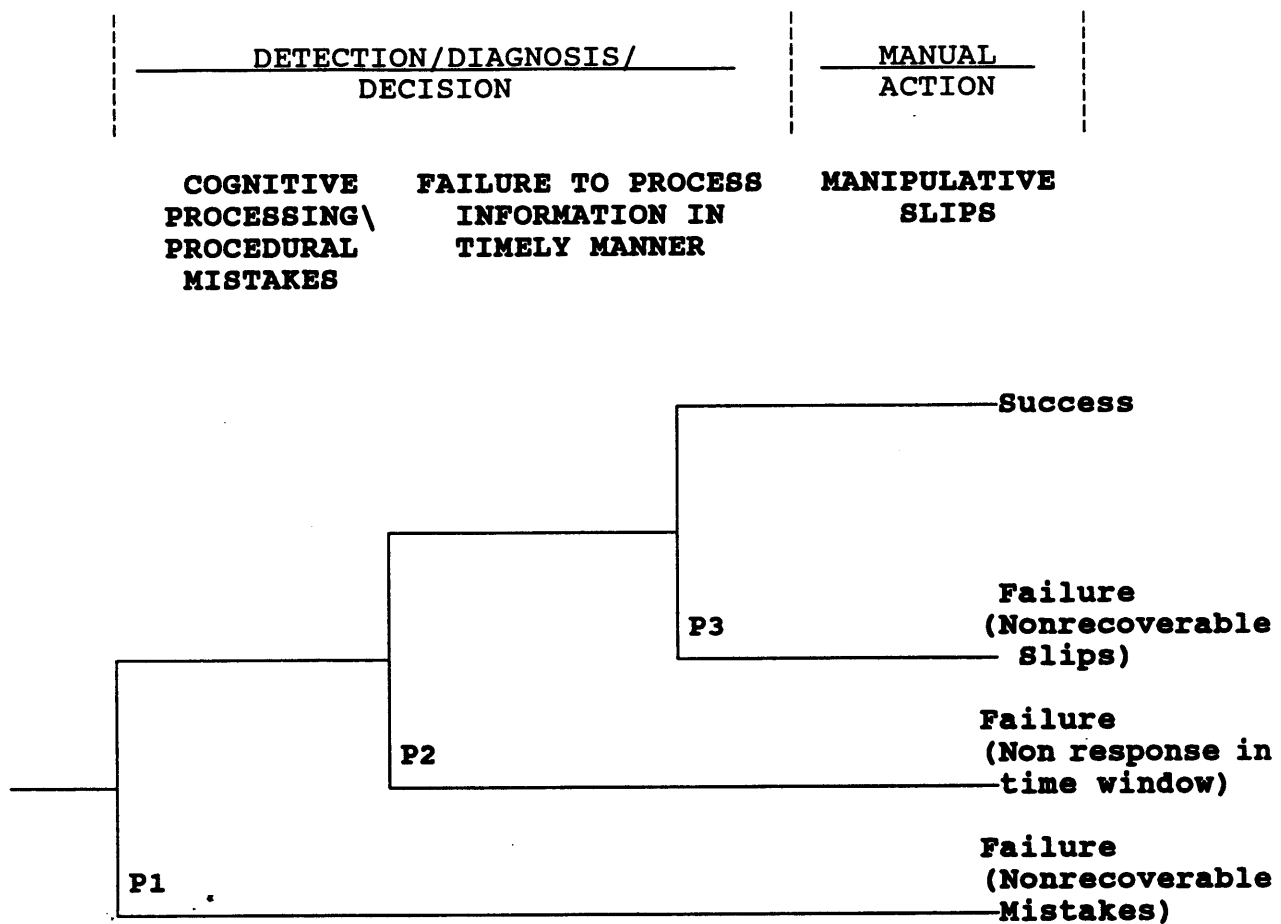 DETECTION/DIAGNOSIS/
DECISION
MANUAL
ACTION
COGNITIVE
PROCESSING\
PROCEDURAL
MISTAKES
FAILURE TO PROCESS
INFORMATION IN
TIMELY MANNER
MANIPULATIVE
SLIPS
Success
Failure
(Nonrecoverable
Slips)
P3
Failure
(Non response in
time window)
P2
Failure
(Nonrecoverable
Mistakes)
P1